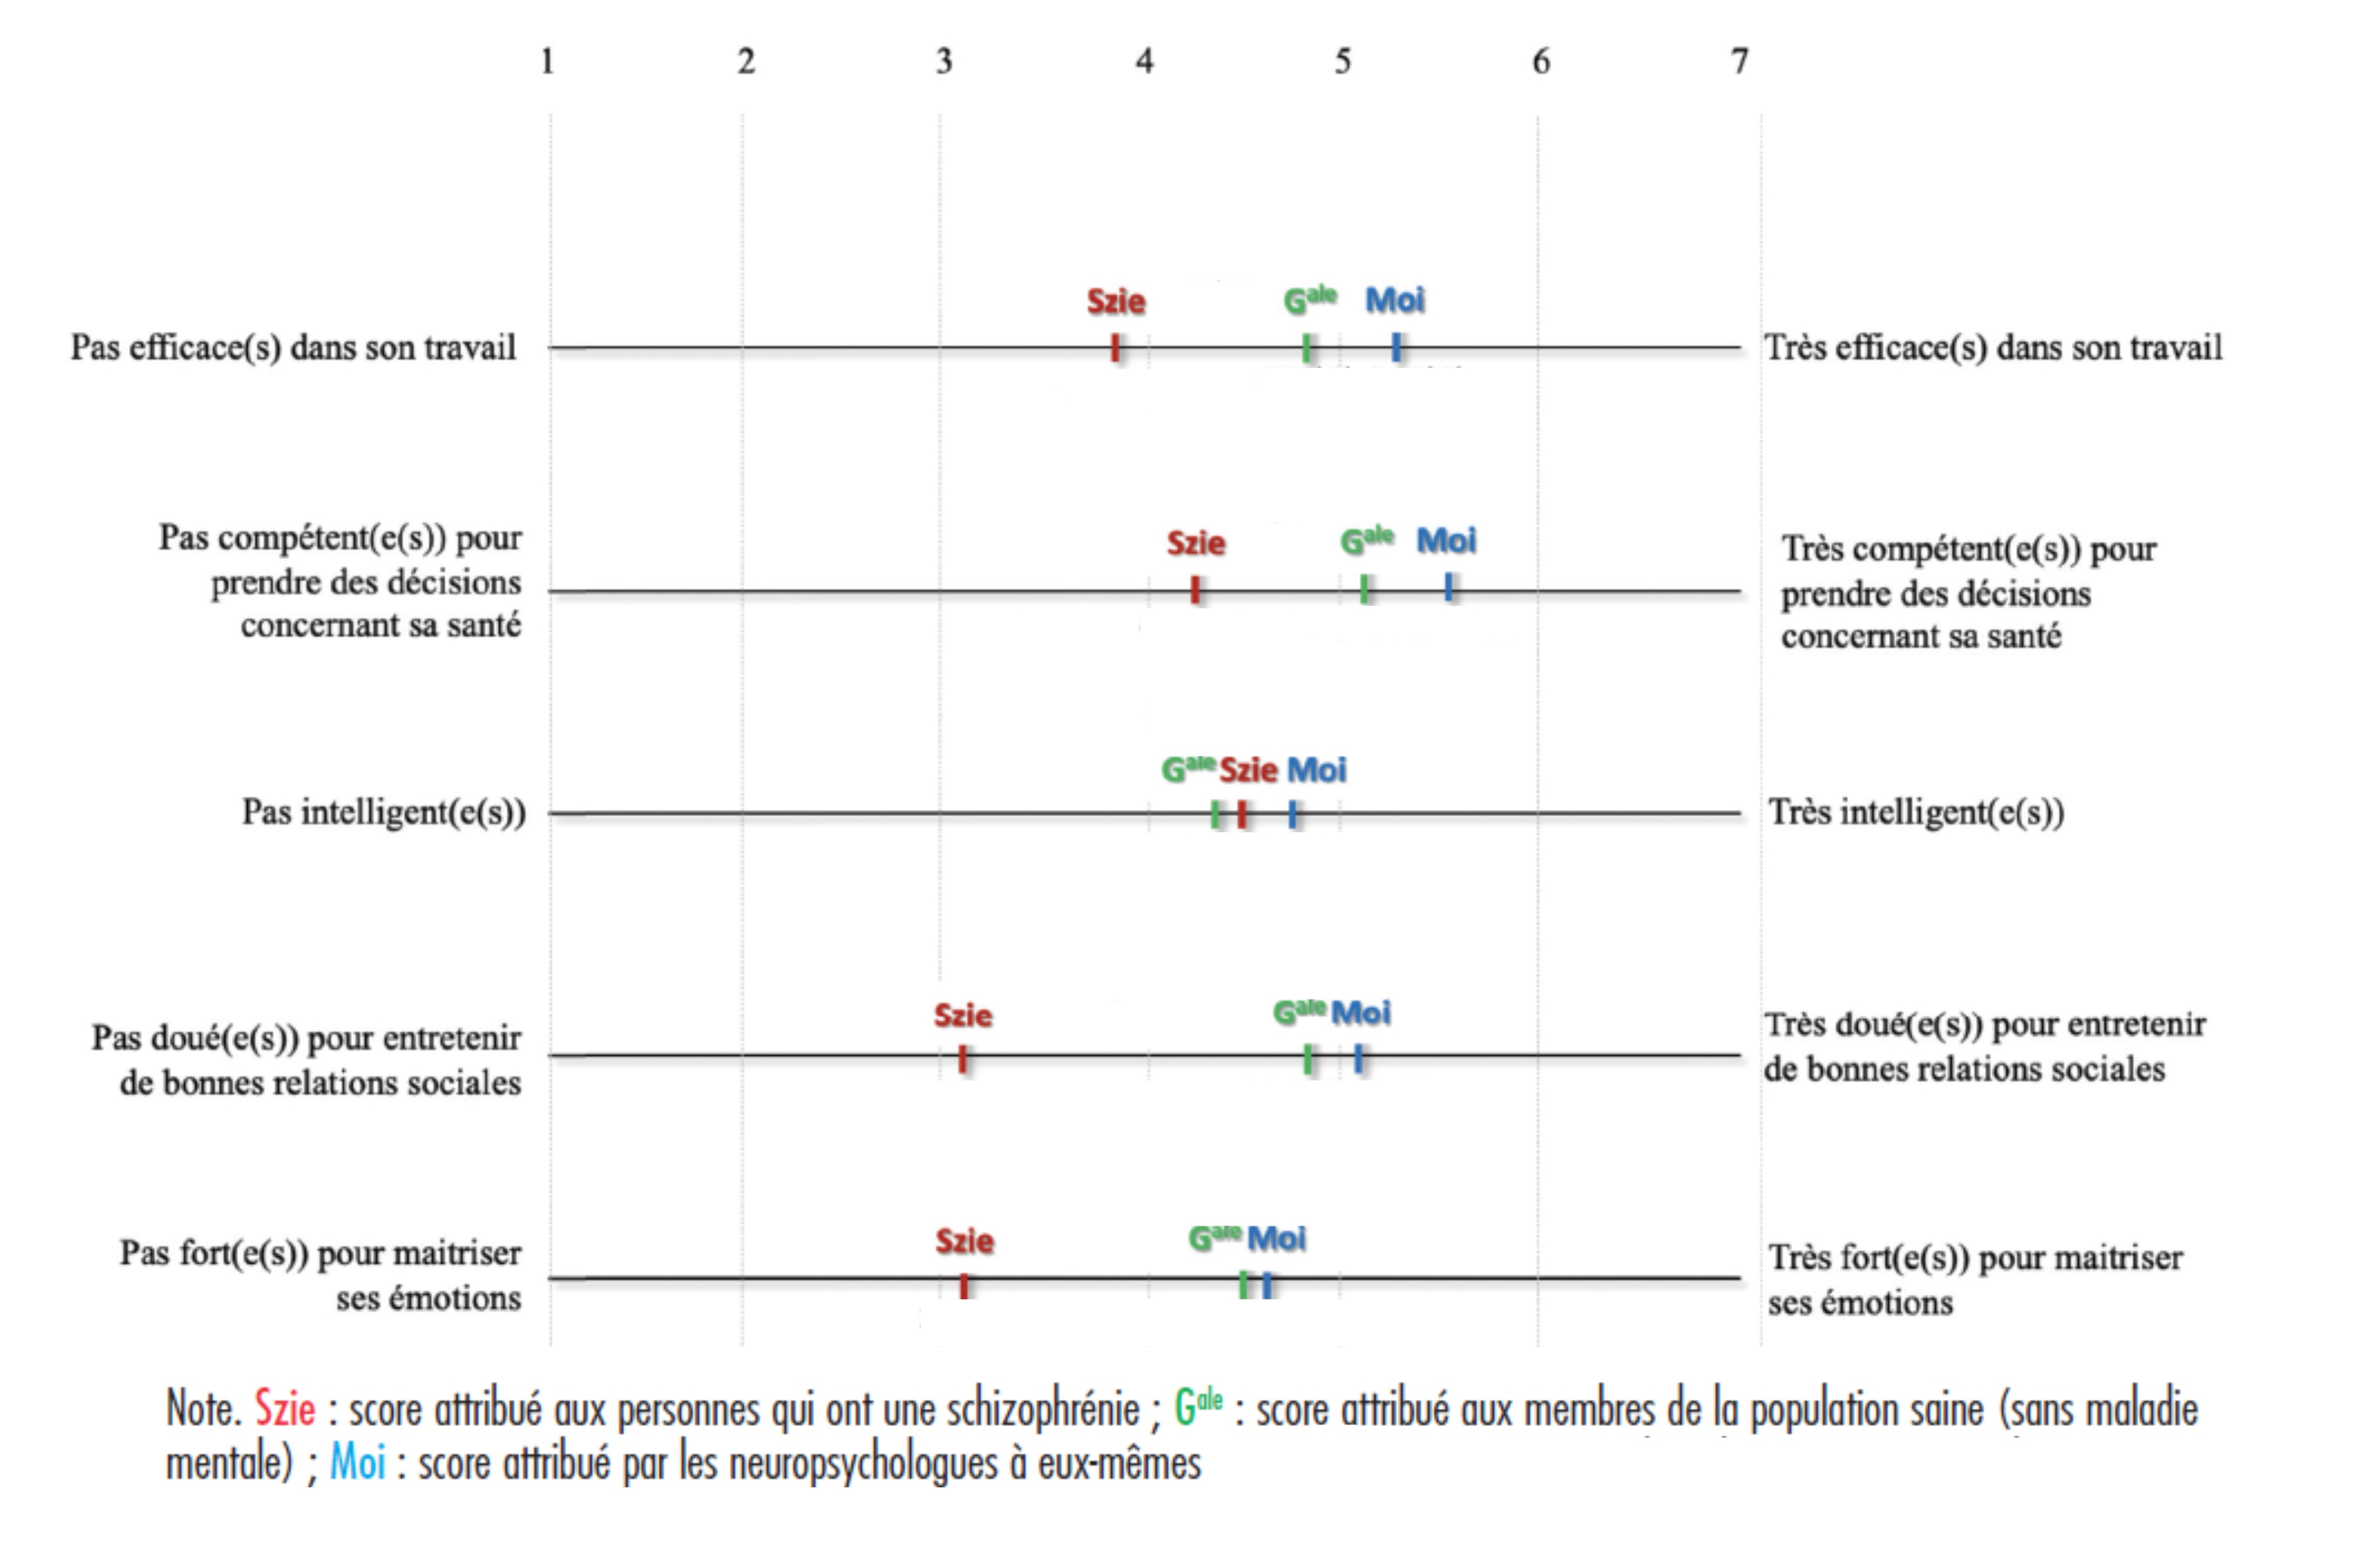 1 2 3 4 5 6 7
Szie Gale Moi
Pas efficace(s) dans son travail
Très efficace(s) dans son travail
Szie Gale Moi
Pas compétent(e(s)) pour
prendre des décisions
concernant sa santé
Très compétent(e(s)) pour
prendre des décisions
concernant sa santé
Gale Szie Moi
Pas intelligent(e(s))
Très intelligent(e(s))
Szie Gale Moi
Pas doué(e(s)) pour entretenir
de bonnes relations sociales
Très doué(e(s)) pour entretenir
de bonnes relations sociales
Szie Gale Moi
Pas fort(e(s)) pour maitriser
ses émotions
Très fort(e(s)) pour maitriser
ses émotions
Note. Szie : score attribué aux personnes qui ont une schizophrénie ; Gale : score attribué aux membres de la population saine (sans maladie
mentale) ; Moi : score attribué par les neuropsychologues à eux-mêmes